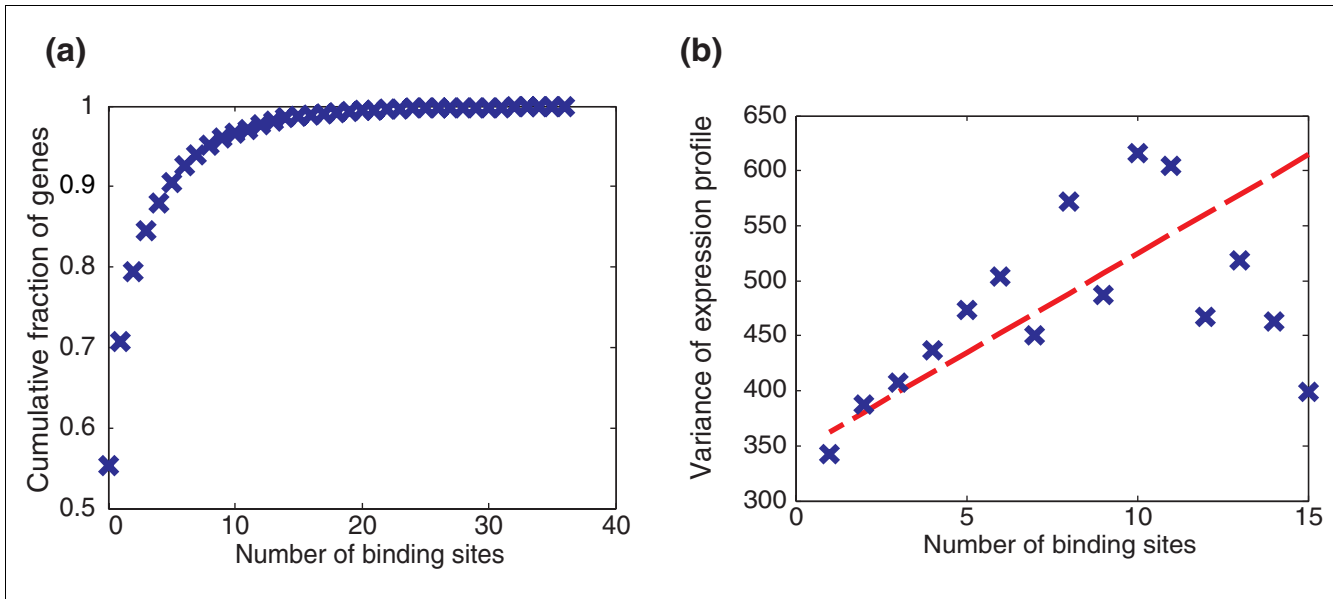 (a)
Cumulative fraction of genes
1
0.9
0.8
0.7
0.6
0.5
0 10 20 30 40
Number of binding sites
(b)
Variance of expression profile
650
600
550
500
450
400
350
300
0 5 10 15
Number of binding sites